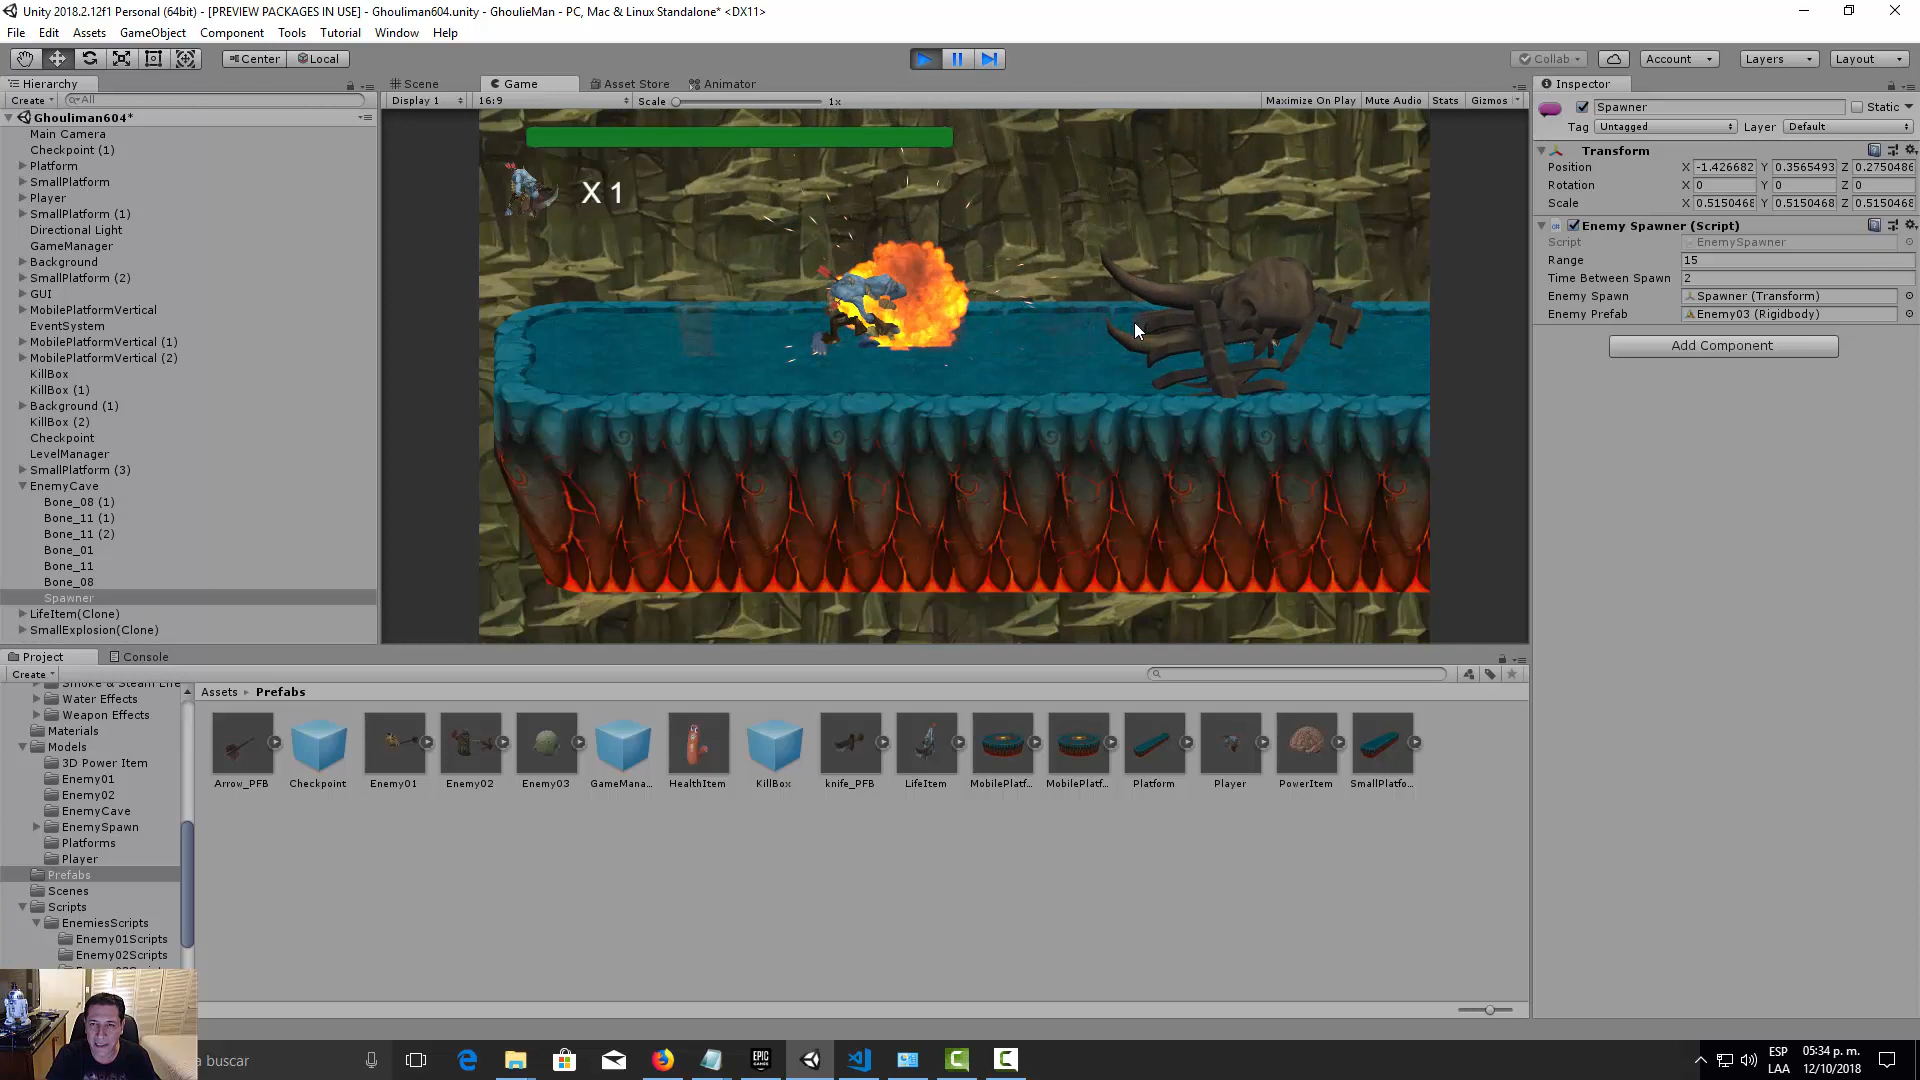 Unity 2018.2.12f1 Personal (64bit) - [PREVIEW PACKAGES IN USE] - Ghouliman604.unity - GhoulieMan - PC, Mac & Linux Standalone* <DX11>
File Edit Assets GameObject Component Tools Tutorial Window Help
Center Local
Collab Account Layers Layout
Hierarchy
Create All
Ghouliman604*
Main Camera
Checkpoint (1)
Platform
SmallPlatform
Player
SmallPlatform (1)
Directional Light
GameManager
Background
SmallPlatform (2)
GUI
MobilePlatformVertical
EventSystem
MobilePlatformVertical (1)
MobilePlatformVertical (2)
KillBox
KillBox (1)
Background (1)
KillBox (2)
Checkpoint
LevelManager
SmallPlatform (3)
EnemyCave
Bone_08 (1)
Bone_11 (1)
Bone_11 (2)
Bone_01
Bone_11
Bone_08
Spawner
LifeItem(Clone)
SmallExplosion(Clone)
Scene Game Asset Store Animator
Display 1 16:9 Scale 1x Maximize On Play Mute Audio Stats Gizmos
X 1
Inspector
Spawner Static
Tag Untagged Layer Default
Transform
Position X -1.426682 Y 0.3565493 Z 0.2750486
Rotation X 0 Y 0 Z 0
Scale X 0.5150468 Y 0.5150468 Z 0.5150468
Enemy Spawner (Script)
Script EnemySpawner
Range 15
Time Between Spawn 2
Enemy Spawn Spawner (Transform)
Enemy Prefab Enemy03 (Rigidbody)
Add Component
Project Console
Create
Smoke & Steam
Water Effects
Weapon Effects
Materials
Models
3D Power Item
Enemy01
Enemy02
EnemyCave
EnemySpawn
Platforms
Player
Prefabs
Scenes
Scripts
EnemiesScripts
Enemy01Scripts
Enemy02Scripts
Assets Prefabs
Arrow_PFB Checkpoint Enemy01 Enemy02 Enemy03 GameMana... HealthItem KillBox knife_PFB LifeItem MobilePlatf... MobilePlatf... Platform Player PowerItem SmallPlatfo...
a buscar
EPIC GAMES
ESP
LAA
05:34 p. m.
12/10/2018